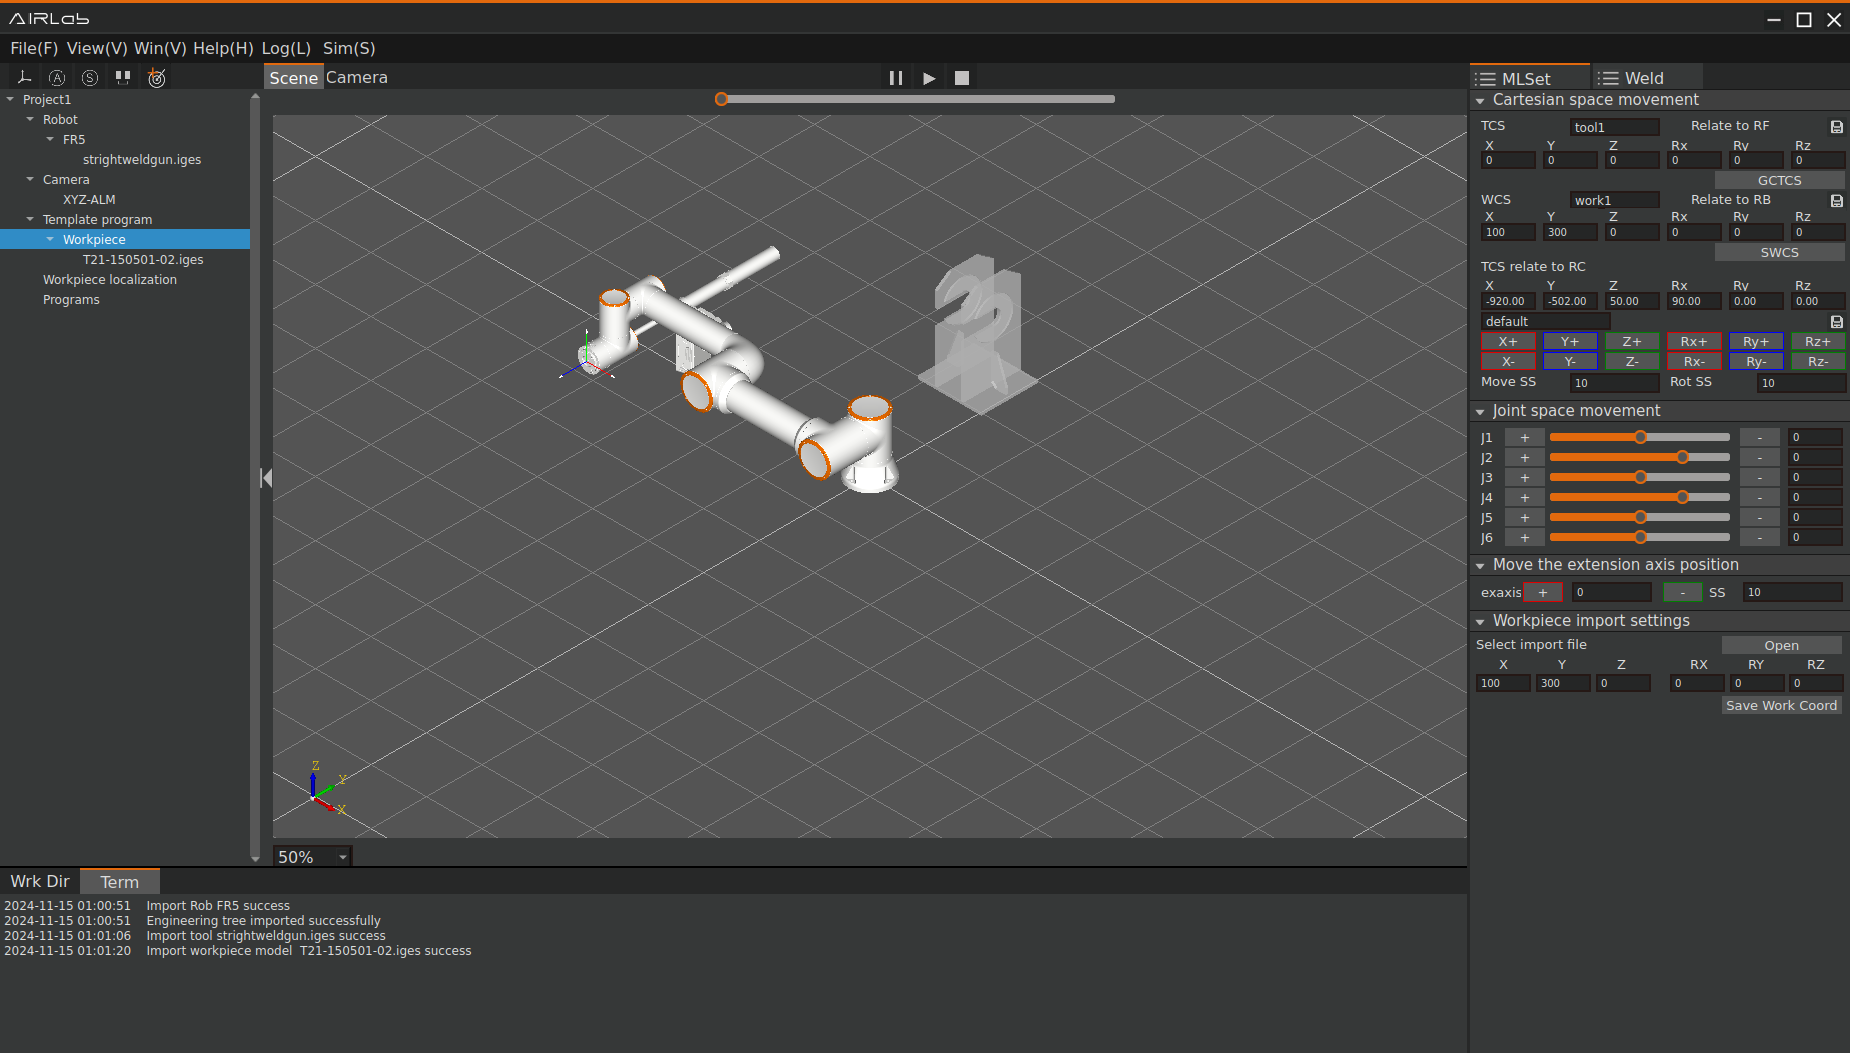 AIRLab
File(F) View(V) Win(V) Help(H) Log(L) Sim(S)
A S
Scene Camera
MLSet Weld
Project1
Robot
FR5
strightweldgun.iges
Camera
XYZ-ALM
Template program
Workpiece
T21-150501-02.iges
Workpiece localization
Programs
Z
Y
X
50%
Cartesian space movement
TCS tool1 Relate to RF
X Y Z Rx Ry Rz
0 0 0 0 0 0
GCTCS
WCS work1 Relate to RB
X Y Z Rx Ry Rz
100 300 0 0 0 0
SWCS
TCS relate to RC
X Y Z Rx Ry Rz
-920.00 -502.00 50.00 90.00 0.00 0.00
default
X+ Y+ Z+ Rx+ Ry+ Rz+
X- Y- Z- Rx- Ry- Rz-
Move SS 10 Rot SS 10
Joint space movement
J1 + - 0
J2 + - 0
J3 + - 0
J4 + - 0
J5 + - 0
J6 + - 0
Move the extension axis position
exaxis + 0 - SS 10
Workpiece import settings
Select import file Open
X Y Z RX RY RZ
100 300 0 0 0 0
Save Work Coord
Wrk Dir Term
2024-11-15 01:00:51 Import Rob FR5 success
2024-11-15 01:00:51 Engineering tree imported successfully
2024-11-15 01:01:06 Import tool strightweldgun.iges success
2024-11-15 01:01:20 Import workpiece model T21-150501-02.iges success